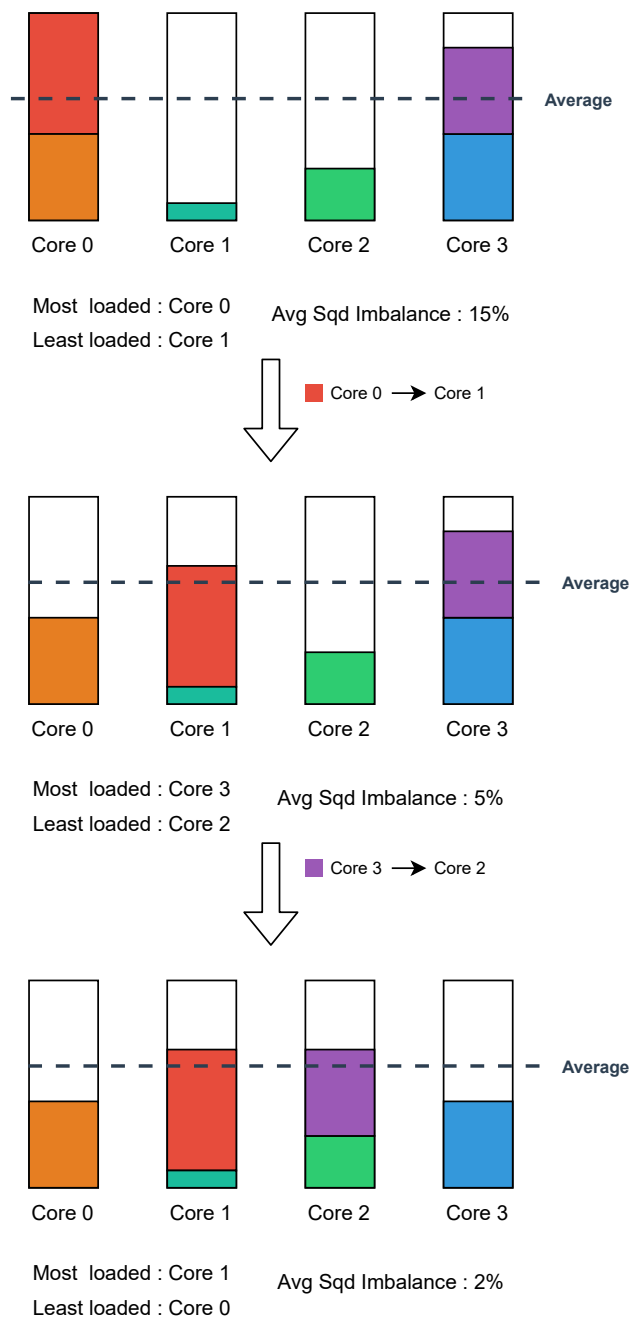 Average
Core 0 Core 1 Core 2 Core 3
Most loaded : Core 0
Avg Sqd Imbalance : 15%
Least loaded : Core 1
Core 0 Core 1
Average
Core 0 Core 1 Core 2 Core 3
Most loaded : Core 3
Avg Sqd Imbalance : 5%
Least loaded : Core 2
Core 3 Core 2
Average
Core 0 Core 1 Core 2 Core 3
Most loaded : Core 1
Avg Sqd Imbalance : 2%
Least loaded : Core 0